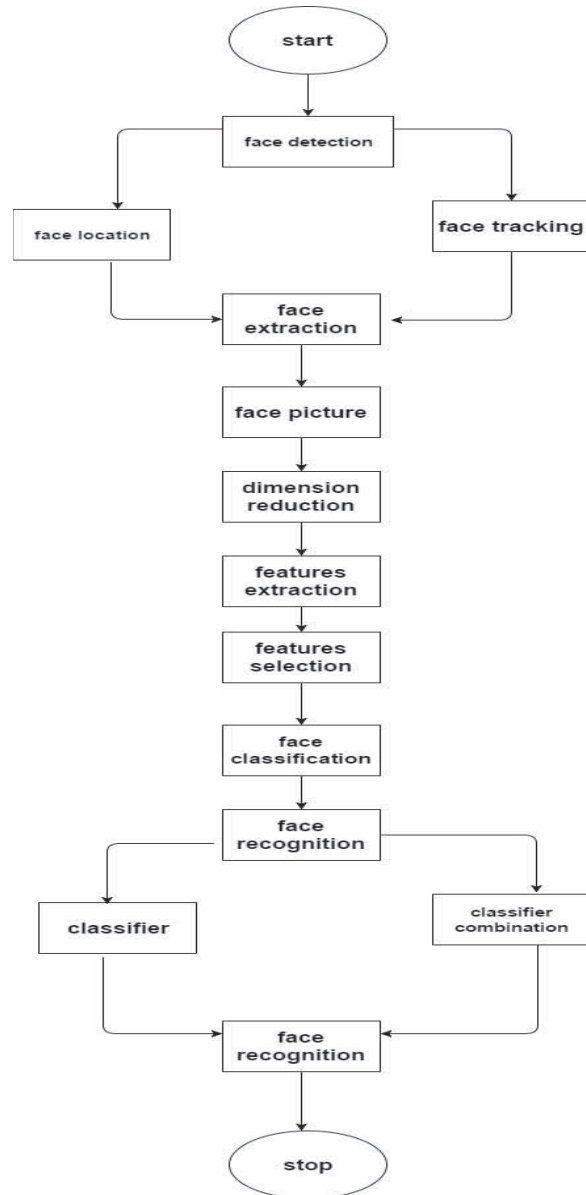 start
face detection
face location
face tracking
face
extraction
face picture
dimension
reduction
features
extraction
features
selection
face
classification
face
recognition
classifier
classifier
combination
face
recognition
stop